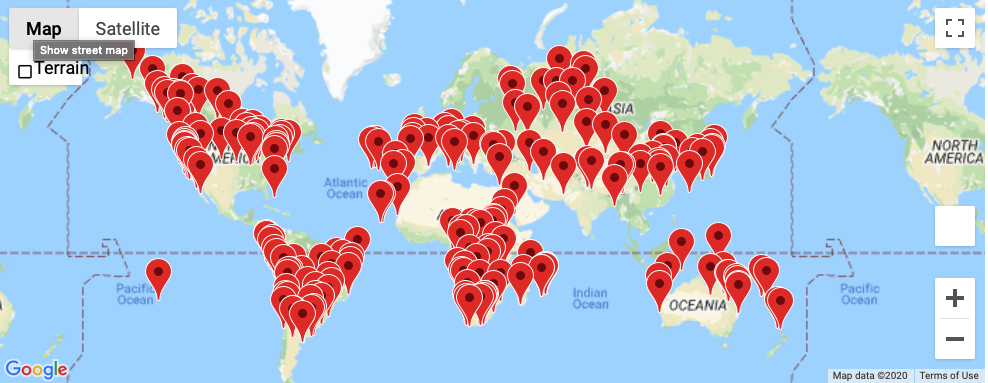 Map
Satellite
Show street map
Terrain
ASIA
NORTH
AMERICA
Atlantic
Ocean
Pacific
Ocean
Indian
Ocean
OCEANIA
Pacific
Ocean
Google
Map data ©2020
Terms of Use